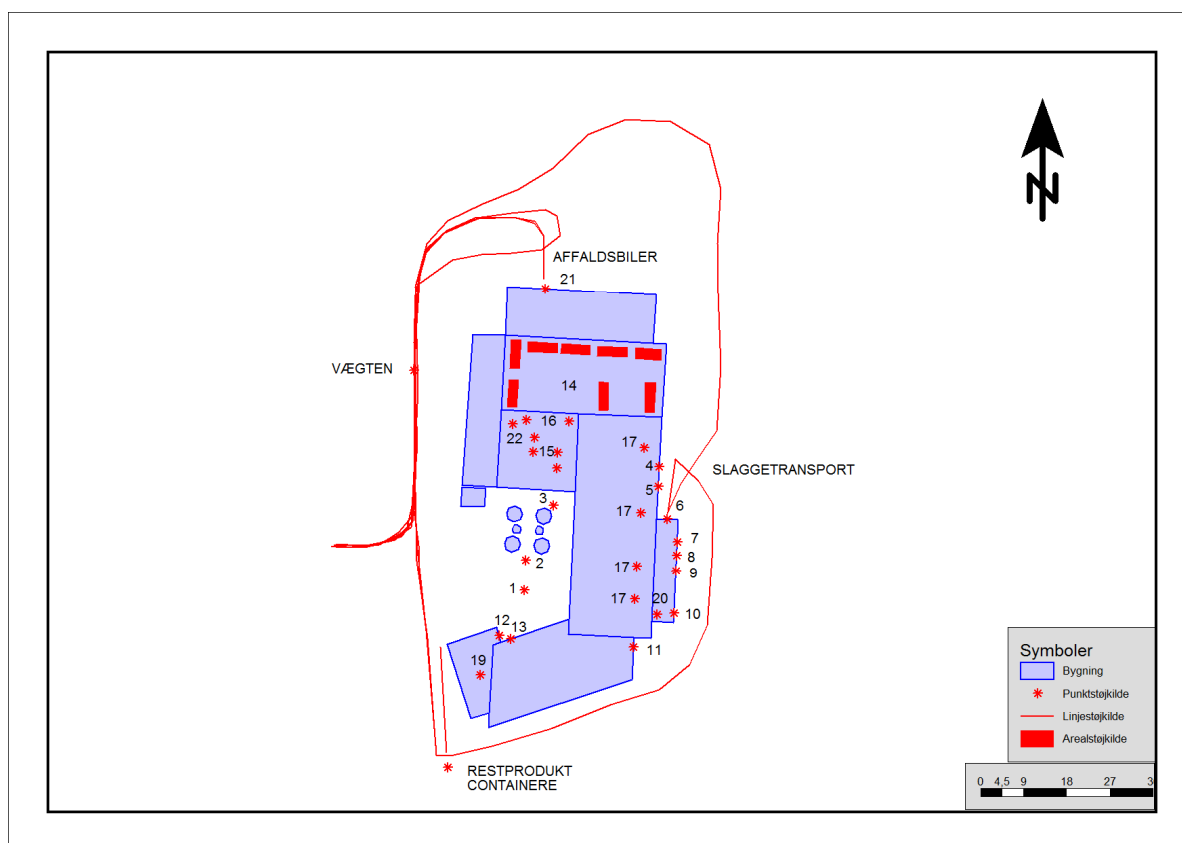 N
AFFALDSBILER
21
VÆGTEN
14
16
22
15
17
4
SLAGGETRANSPORT
5
3
17
6
7
2
8
17
9
1
17
20
10
12
13
11
19
RESTPRODUKT
CONTAINERE
Symboler
Bygning
Punktstøjkilde
Linjestøjkilde
Arealstøjkilde
0 4,5 9 18 27 3